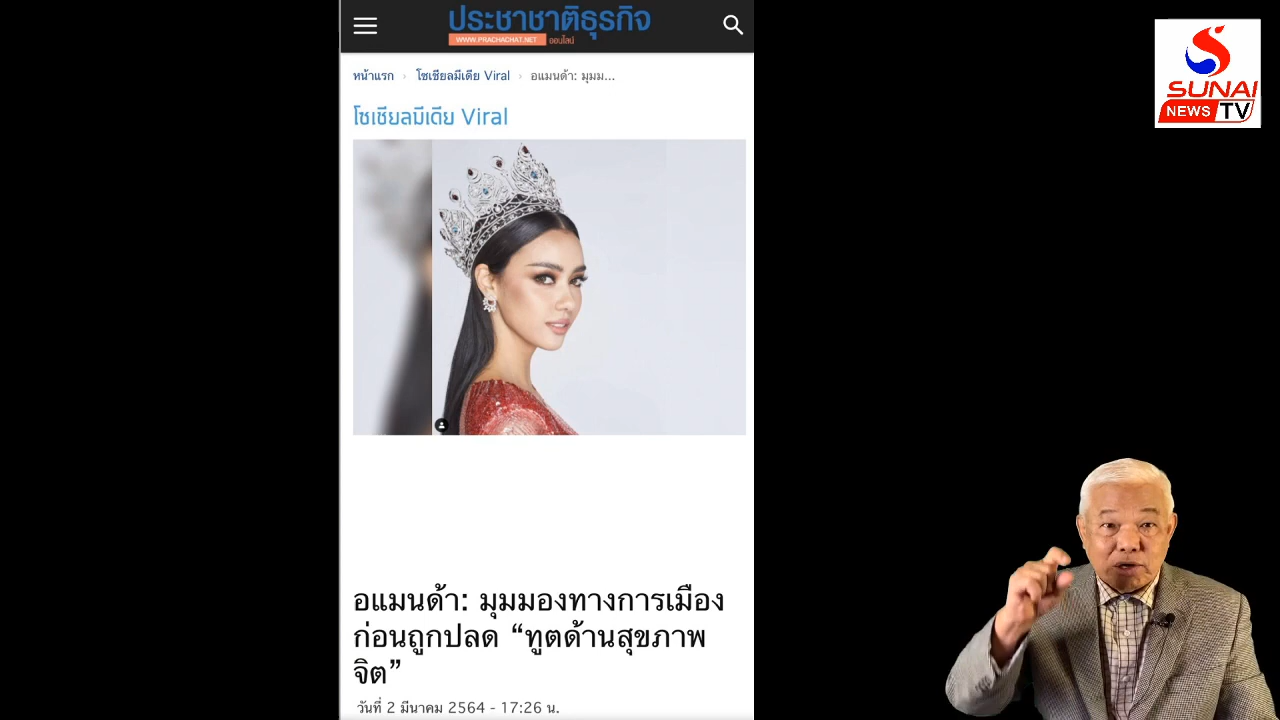 ประชาชาติธุรกิจ
WWW.PRACHACHAT.NET ออนไลน์
SUNAI
NEWS TV
หน้าแรก › โซเชียลมีเดีย Viral › อแมนด้า: มุมม...
โซเชียลมีเดีย Viral
อแมนด้า: มุมมองทางการเมือง
ก่อนถูกปลด “ทูตด้านสุขภาพ
จิต”
วันที่ 2 มีนาคม 2564 - 17:26 น.